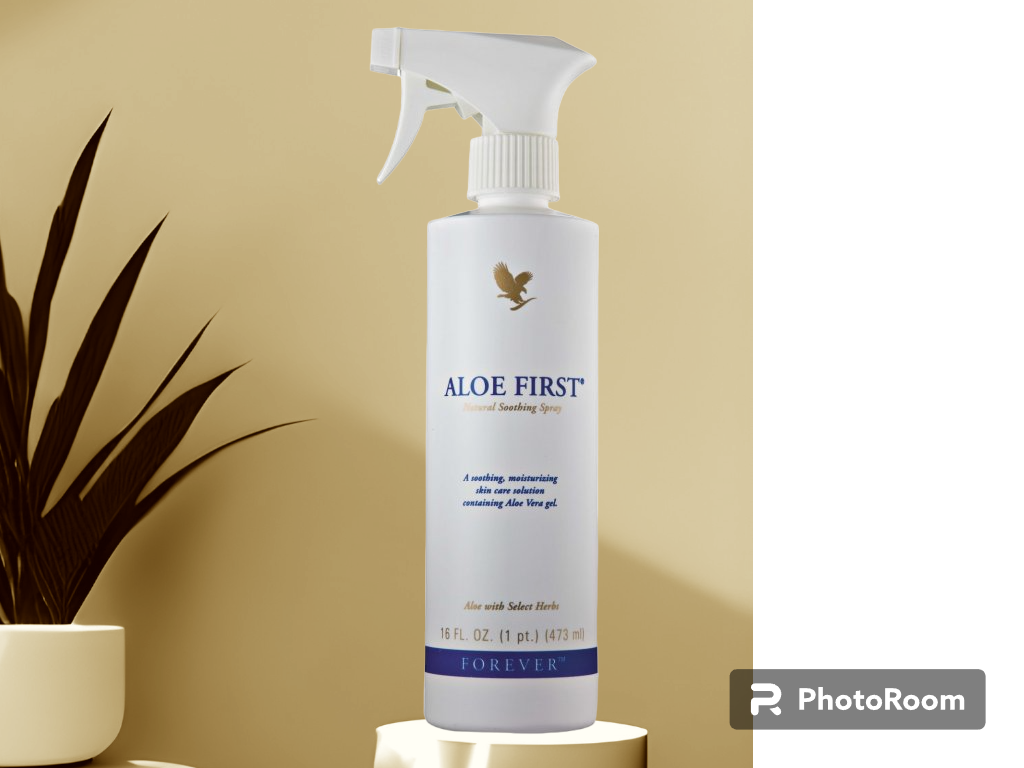 ALOE FIRST®
Natural Soothing Spray
A soothing, moisturizing
skin care solution
containing Aloe Vera gel.
Aloe with Select Herbs
16 FL. OZ. (1 pt.) (473 ml)
FOREVER™
PhotoRoom